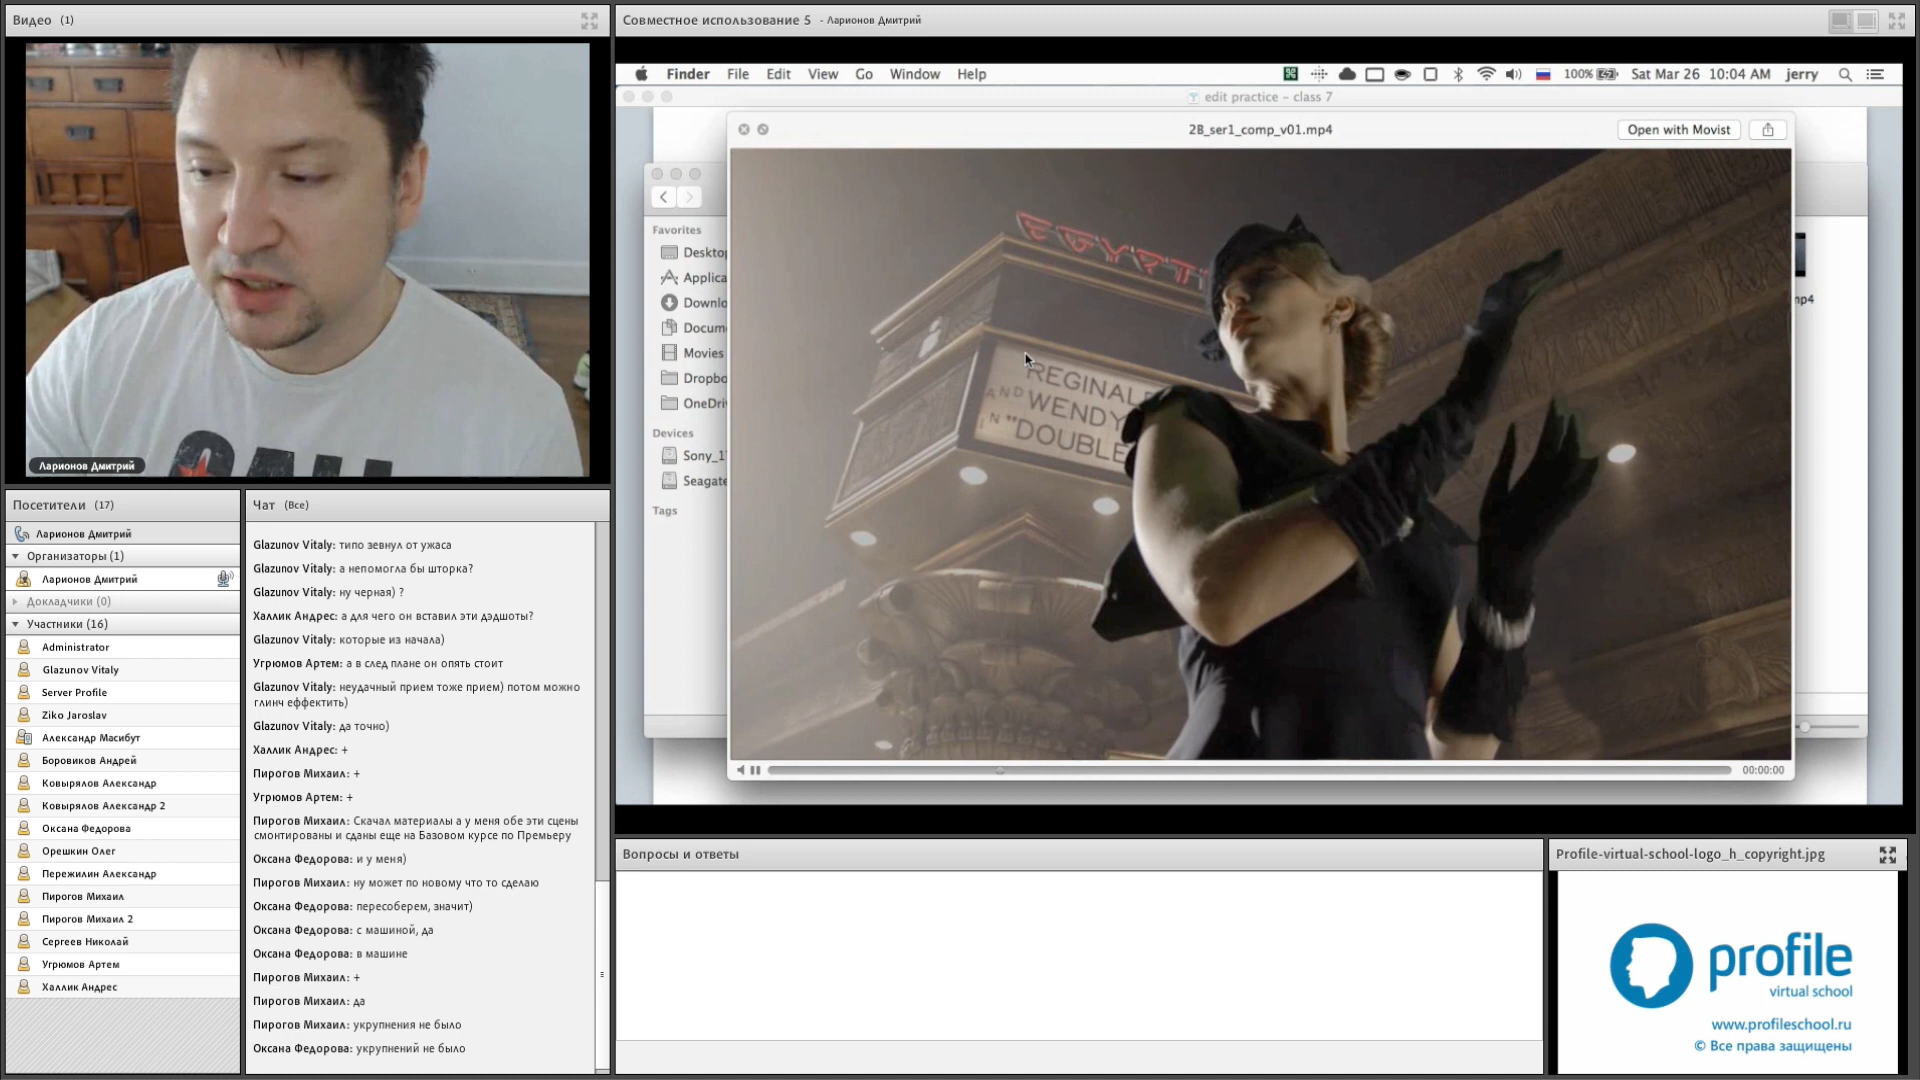 Видео (1)
Ларионов Дмитрий
Посетители (17)
Ларионов Дмитрий
Организаторы (1)
Ларионов Дмитрий
Докладчики (0)
Участники (16)
Administrator
Glazunov Vitaly
Server Profile
Ziko Jaroslav
Александр Масибут
Боровиков Андрей
Ковырялов Александр
Ковырялов Александр 2
Оксана Федорова
Орешкин Олег
Пережилин Александр
Пирогов Михаил
Пирогов Михаил 2
Сергеев Николай
Угрюмов Артем
Халлик Андрес
Чат (Все)
Glazunov Vitaly: типо зевнул от ужаса
Glazunov Vitaly: а непомогла бы шторка?
Glazunov Vitaly: ну черная) ?
Халлик Андрес: а для чего он вставил эти дэдшоты?
Glazunov Vitaly: которые из начала)
Угрюмов Артем: а в след плане он опять стоит
Glazunov Vitaly: неудачный прием тоже прием) потом можно
глинч еффектить)
Glazunov Vitaly: да точно)
Халлик Андрес: +
Пирогов Михаил: +
Угрюмов Артем: +
Пирогов Михаил: Скачал материалы а у меня обе эти сцены
смонтированы и сданы еще на Базовом курсе по Премьеру
Оксана Федорова: и у меня)
Пирогов Михаил: ну может по новому что то сделаю
Оксана Федорова: пересоберем, значит)
Оксана Федорова: с машиной, да
Оксана Федорова: в машине
Пирогов Михаил: +
Пирогов Михаил: да
Пирогов Михаил: укрупнения не было
Оксана Федорова: укрупнений не было
Совместное использование 5 - Ларионов Дмитрий
Finder File Edit View Go Window Help 100% Sat Mar 26 10:04 AM jerry
edit practice – class 7
2B_ser1_comp_v01.mp4
Open with Movist
Favorites
Deskto
Applica
Downlo
Docum
Movies
Dropbo
OneDri
Devices
Sony_1
Seagate
Tags
EGYPTI
REGINAL
AND WENDY
IN "DOUBLE
mp4
00:00:00
Вопросы и ответы
Profile-virtual-school-logo_h_copyright.jpg
profile
virtual school
www.profileschool.ru
© Все права защищены